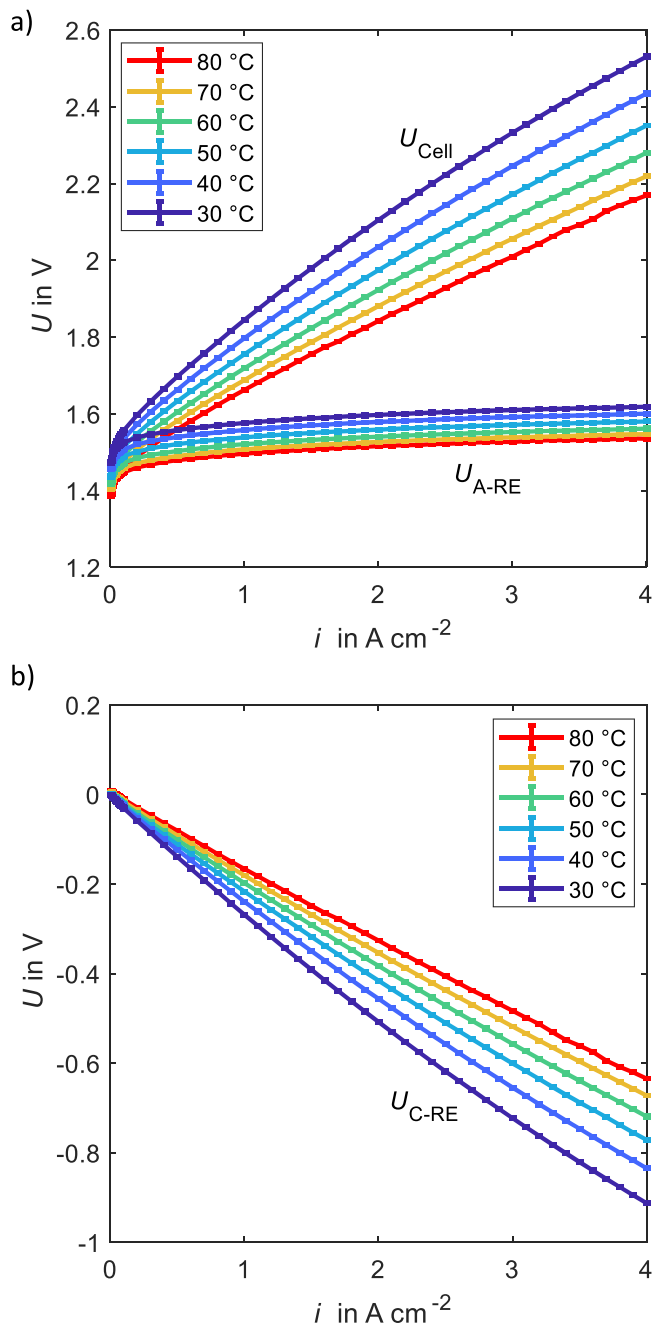 a)
2.6
2.4
2.2
2
1.8
1.6
1.4
1.2
U in V
80 °C
70 °C
60 °C
50 °C
40 °C
30 °C
U_Cell
U_A-RE
0 1 2 3 4
i in A cm⁻²
b)
0.2
0
-0.2
-0.4
-0.6
-0.8
-1
U in V
80 °C
70 °C
60 °C
50 °C
40 °C
30 °C
U_C-RE
0 1 2 3 4
i in A cm⁻²